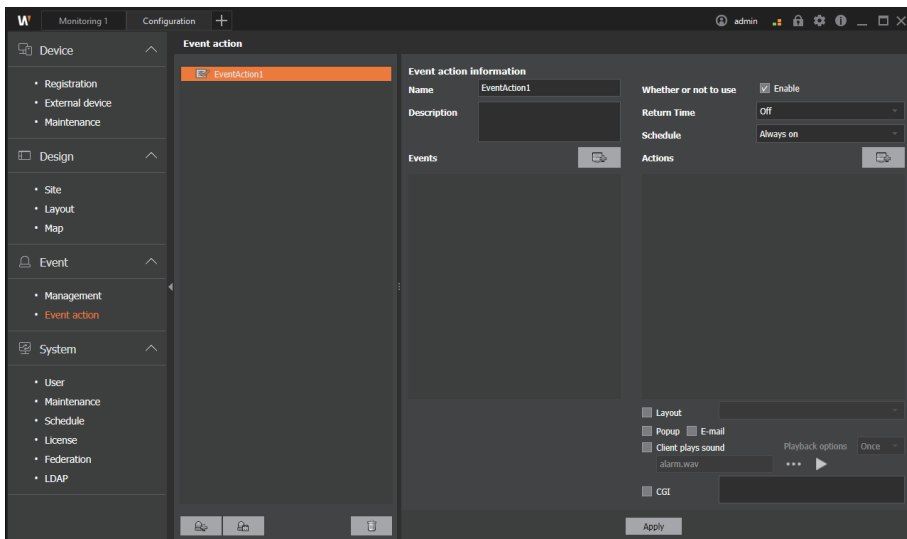 W
Monitoring 1
Configuration
admin
Device
Registration
External device
Maintenance
Design
Site
Layout
Map
Event
Management
Event action
System
User
Maintenance
Schedule
License
Federation
LDAP
Event action
EventAction1
Event action information
Name EventAction1
Description
Events
Whether or not to use Enable
Return Time Off
Schedule Always on
Actions
Layout
Popup E-mail
Client plays sound Playback options Once
alarm.wav
CGI
Apply